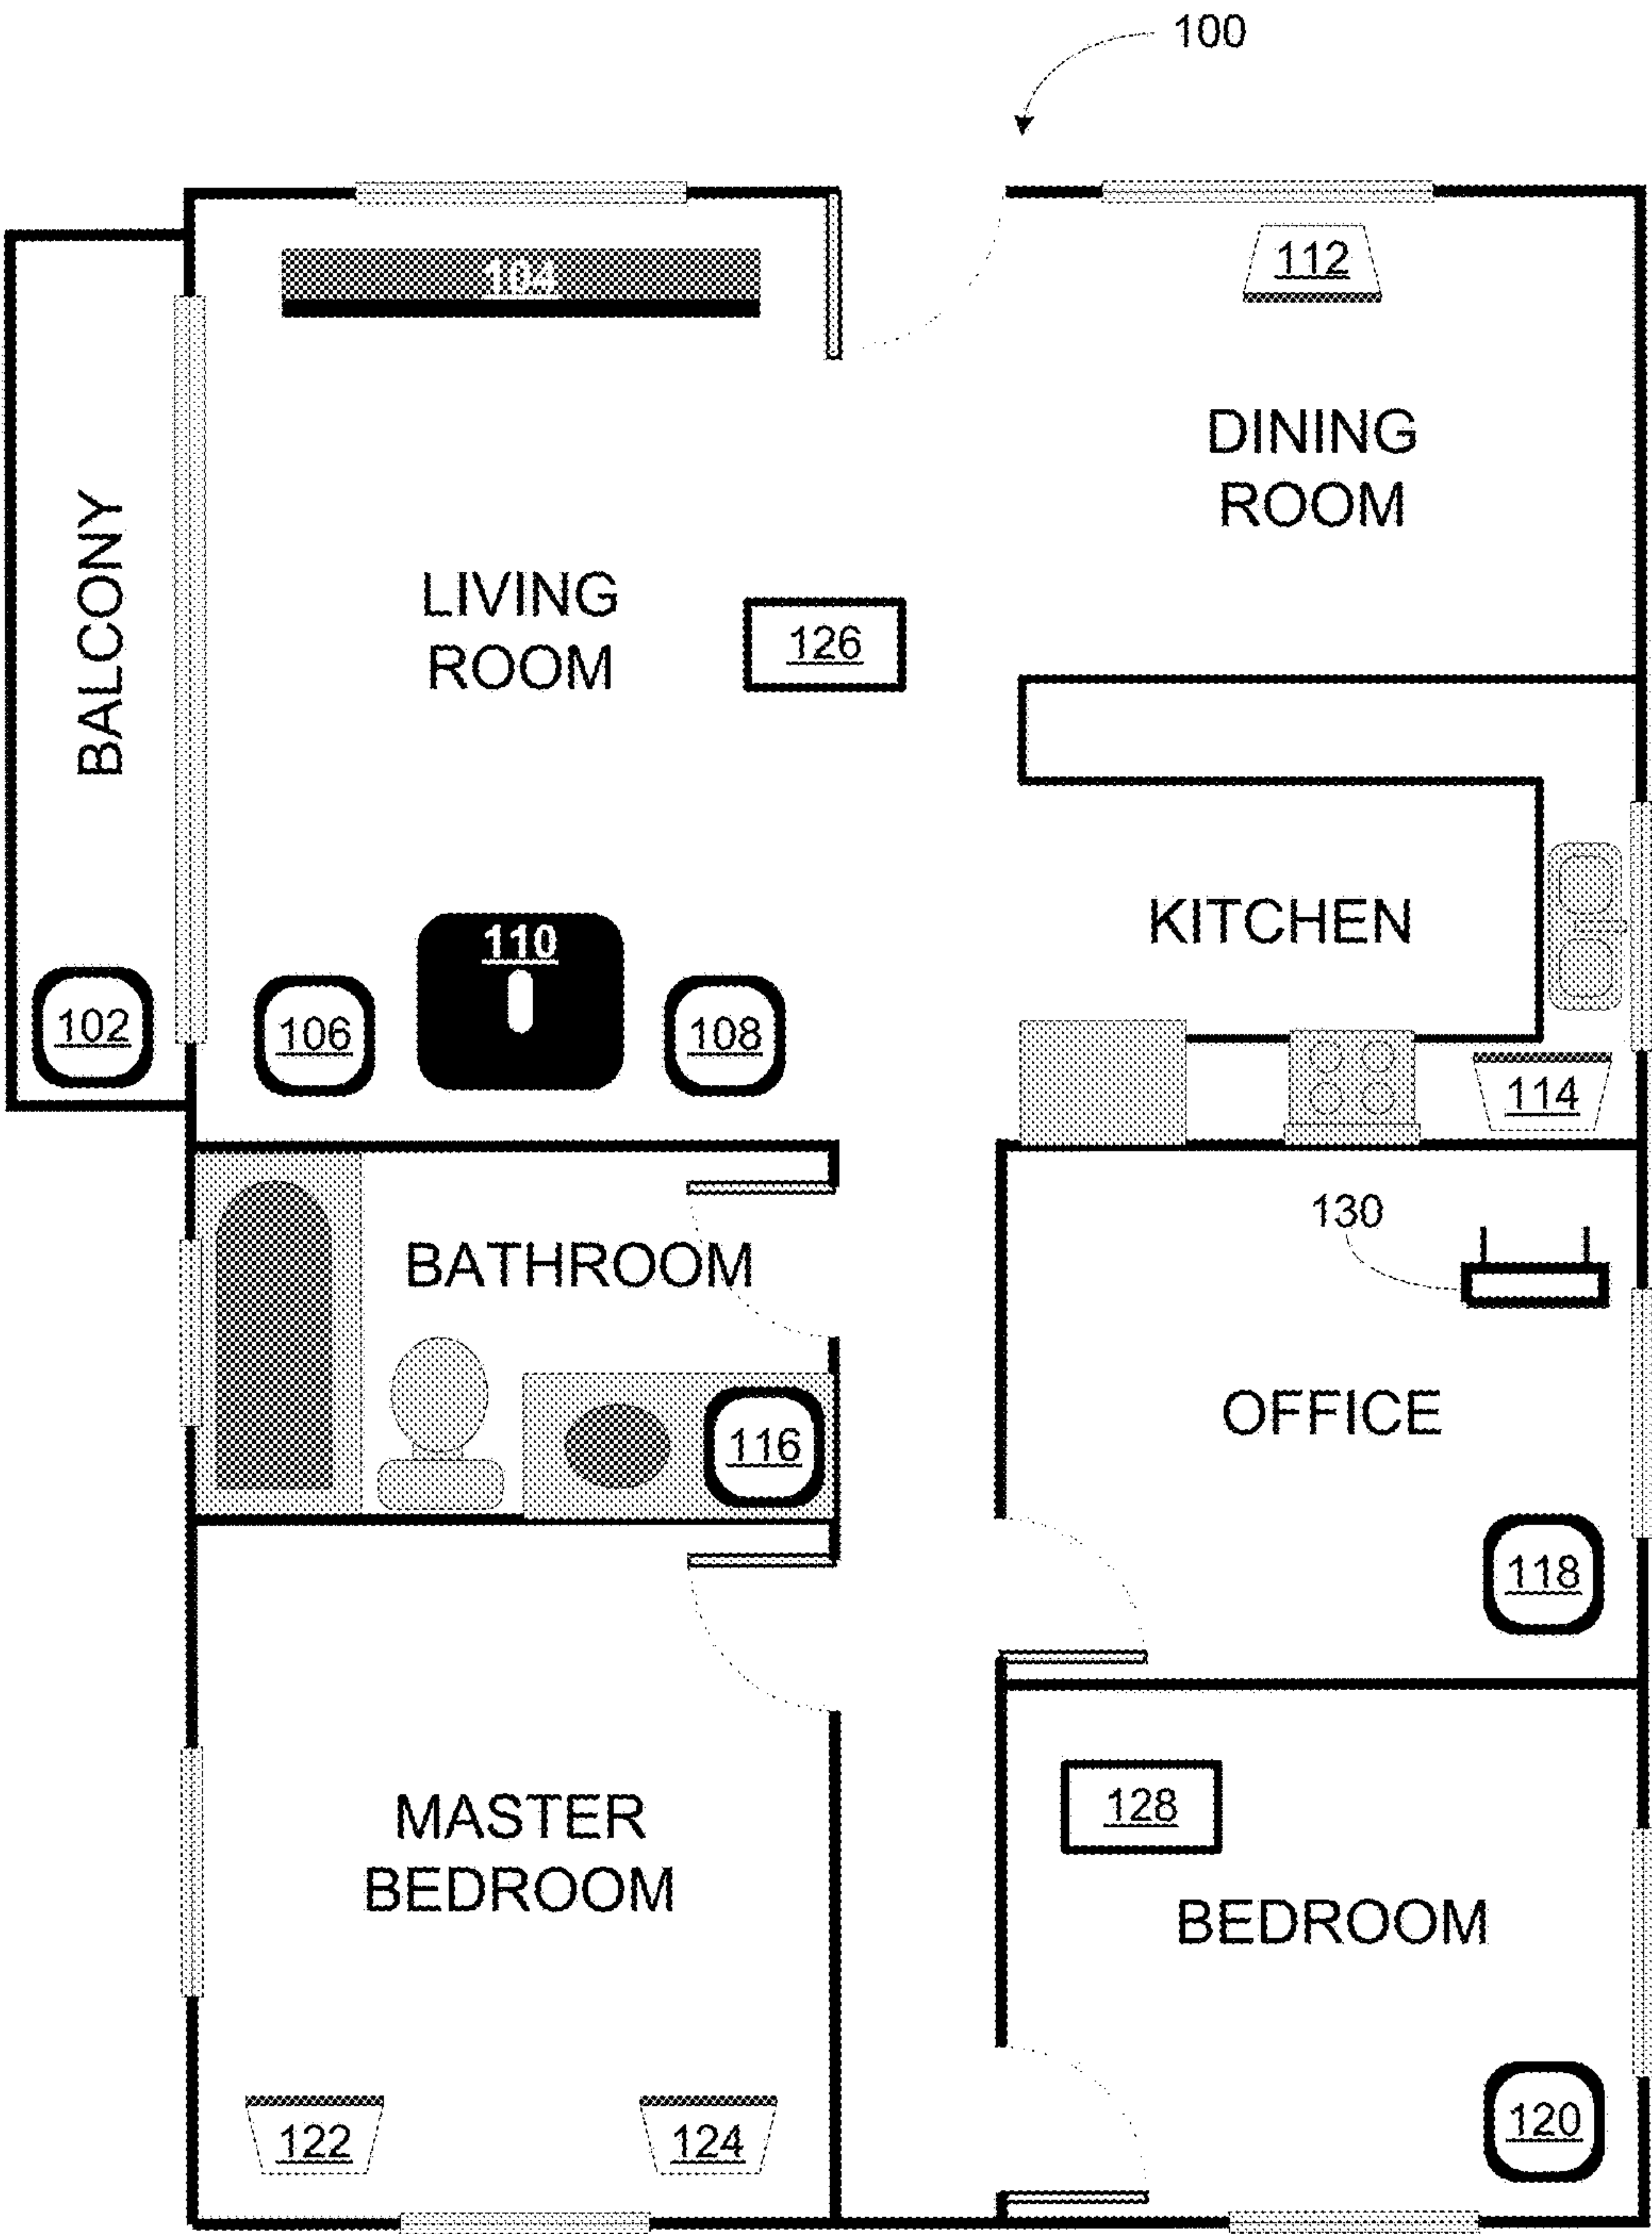 100
104
112
DINING
ROOM
BALCONY
LIVING
ROOM
126
KITCHEN
110
102
106
108
114
130
BATHROOM
OFFICE
116
118
128
MASTER
BEDROOM
BEDROOM
120
122
124